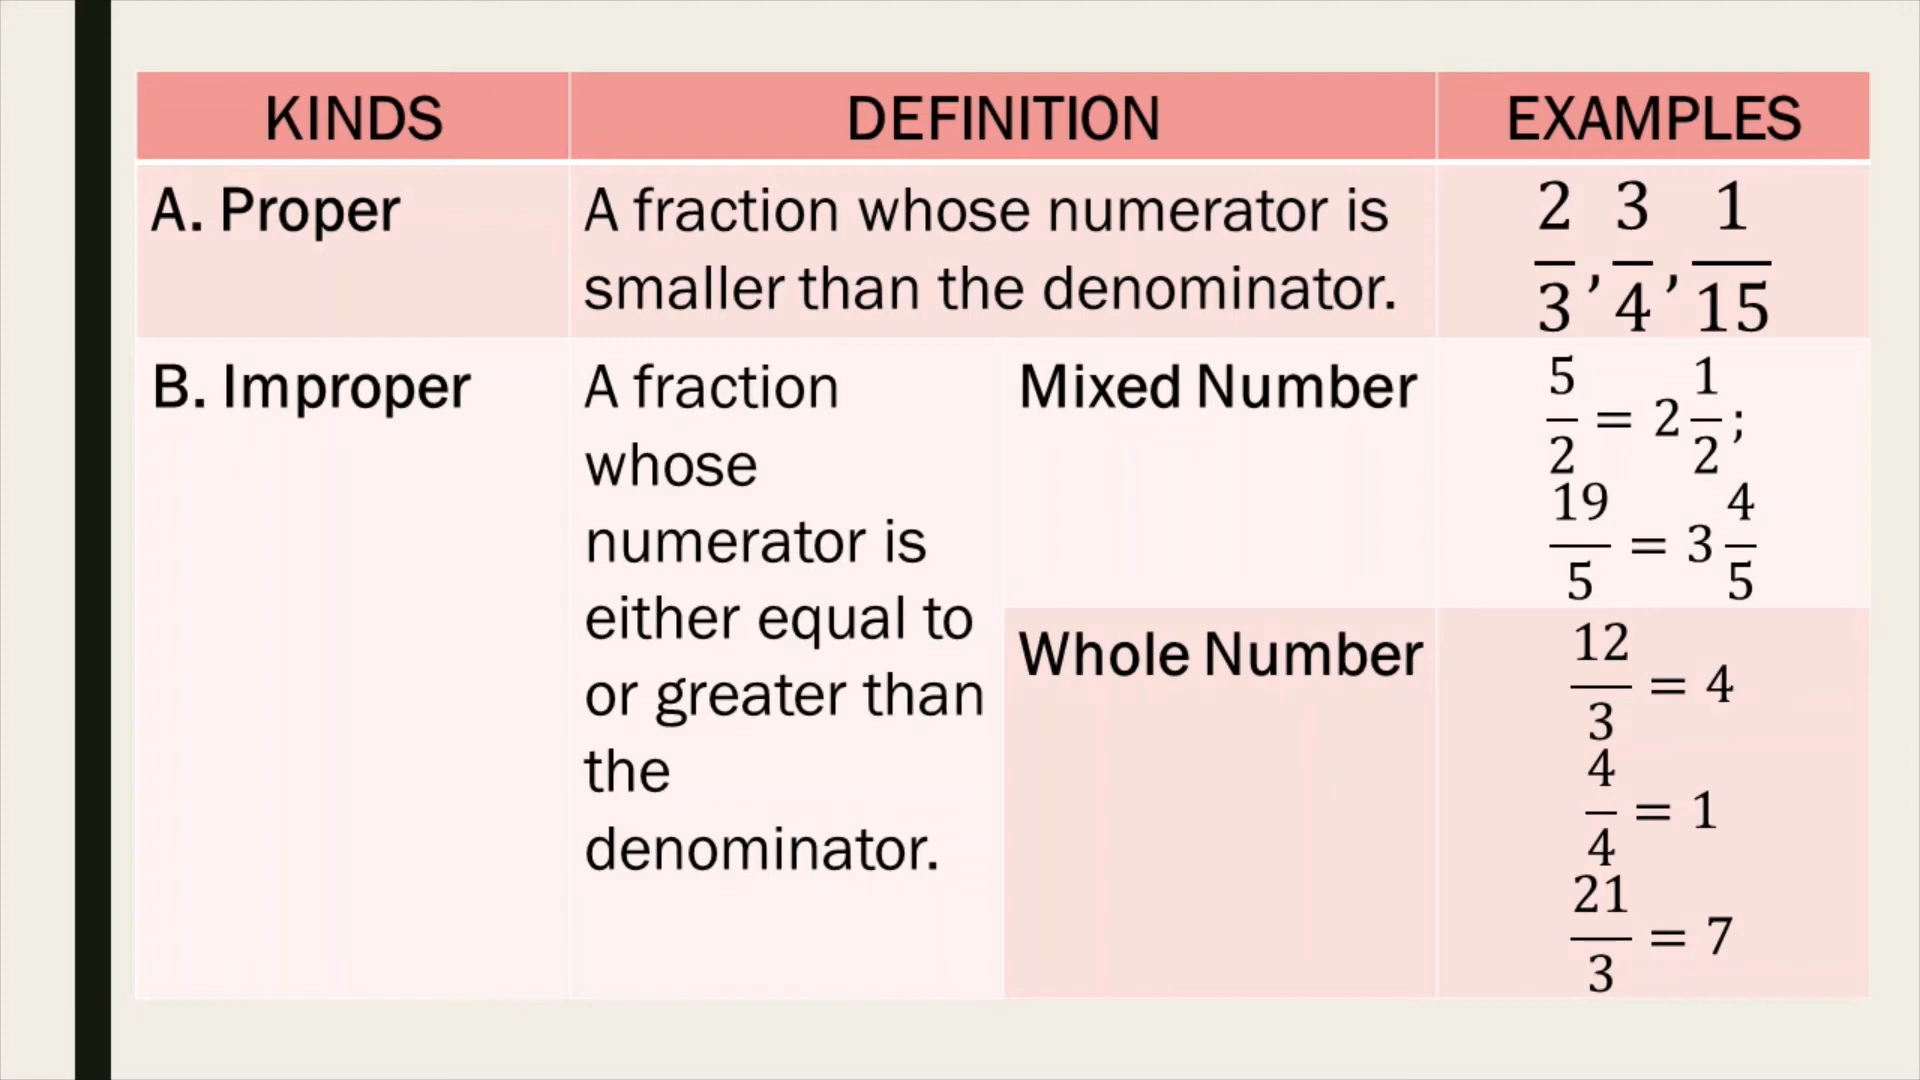 KINDS DEFINITION EXAMPLES
A. Proper
A fraction whose numerator is
smaller than the denominator.
2/3, 3/4, 1/15
B. Improper
A fraction
whose
numerator is
either equal to
or greater than
the
denominator.
Mixed Number
5/2 = 2 1/2;
19/5 = 3 4/5
Whole Number
12/3 = 4
4/4 = 1
21/3 = 7